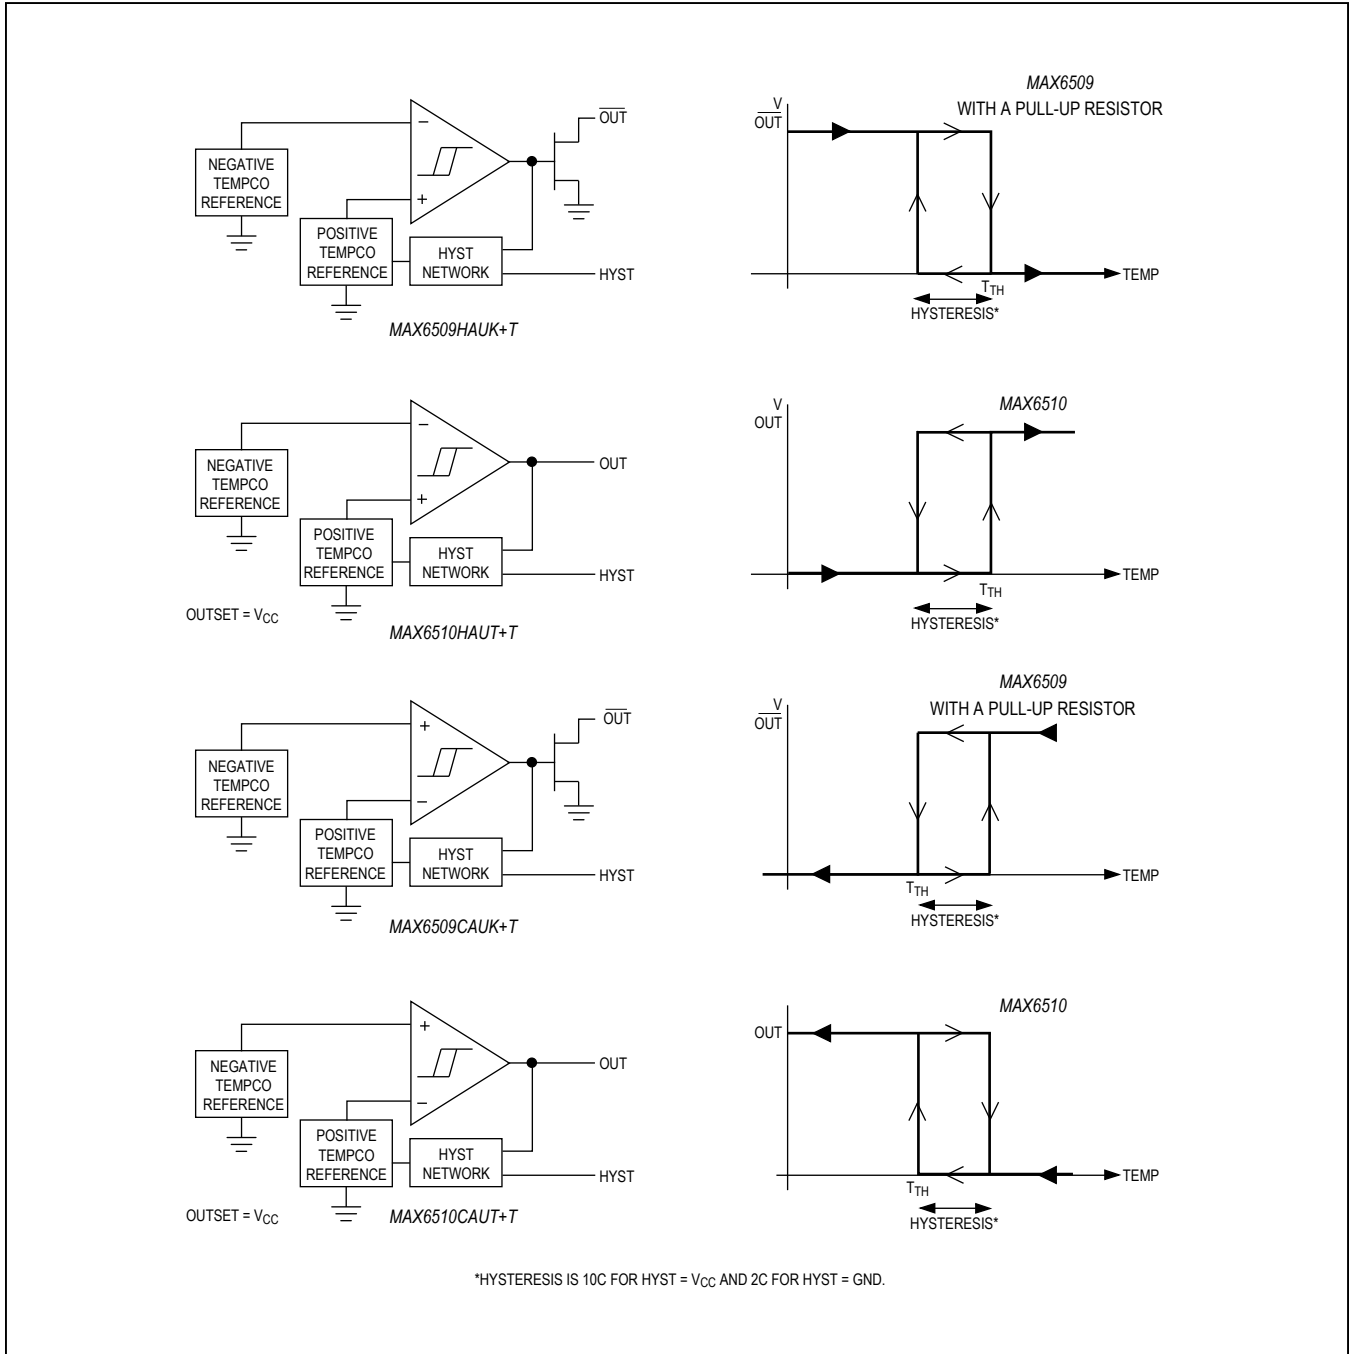 MAX6509
WITH A PULL-UP RESISTOR
NEGATIVE
TEMPCO
REFERENCE
−
+
OUT
POSITIVE
TEMPCO
REFERENCE
HYST
NETWORK
HYST
MAX6509HAUK+T
V
OUT
TEMP
TTH
HYSTERESIS*
NEGATIVE
TEMPCO
REFERENCE
−
+
OUT
POSITIVE
TEMPCO
REFERENCE
HYST
NETWORK
HYST
OUTSET = VCC
MAX6510HAUT+T
MAX6510
V
OUT
TEMP
TTH
HYSTERESIS*
NEGATIVE
TEMPCO
REFERENCE
+
−
OUT
POSITIVE
TEMPCO
REFERENCE
HYST
NETWORK
HYST
MAX6509CAUK+T
MAX6509
WITH A PULL-UP RESISTOR
V
OUT
TEMP
TTH
HYSTERESIS*
NEGATIVE
TEMPCO
REFERENCE
+
−
OUT
POSITIVE
TEMPCO
REFERENCE
HYST
NETWORK
HYST
OUTSET = VCC
MAX6510CAUT+T
MAX6510
OUT
TEMP
TTH
HYSTERESIS*
*HYSTERESIS IS 10C FOR HYST = VCC AND 2C FOR HYST = GND.